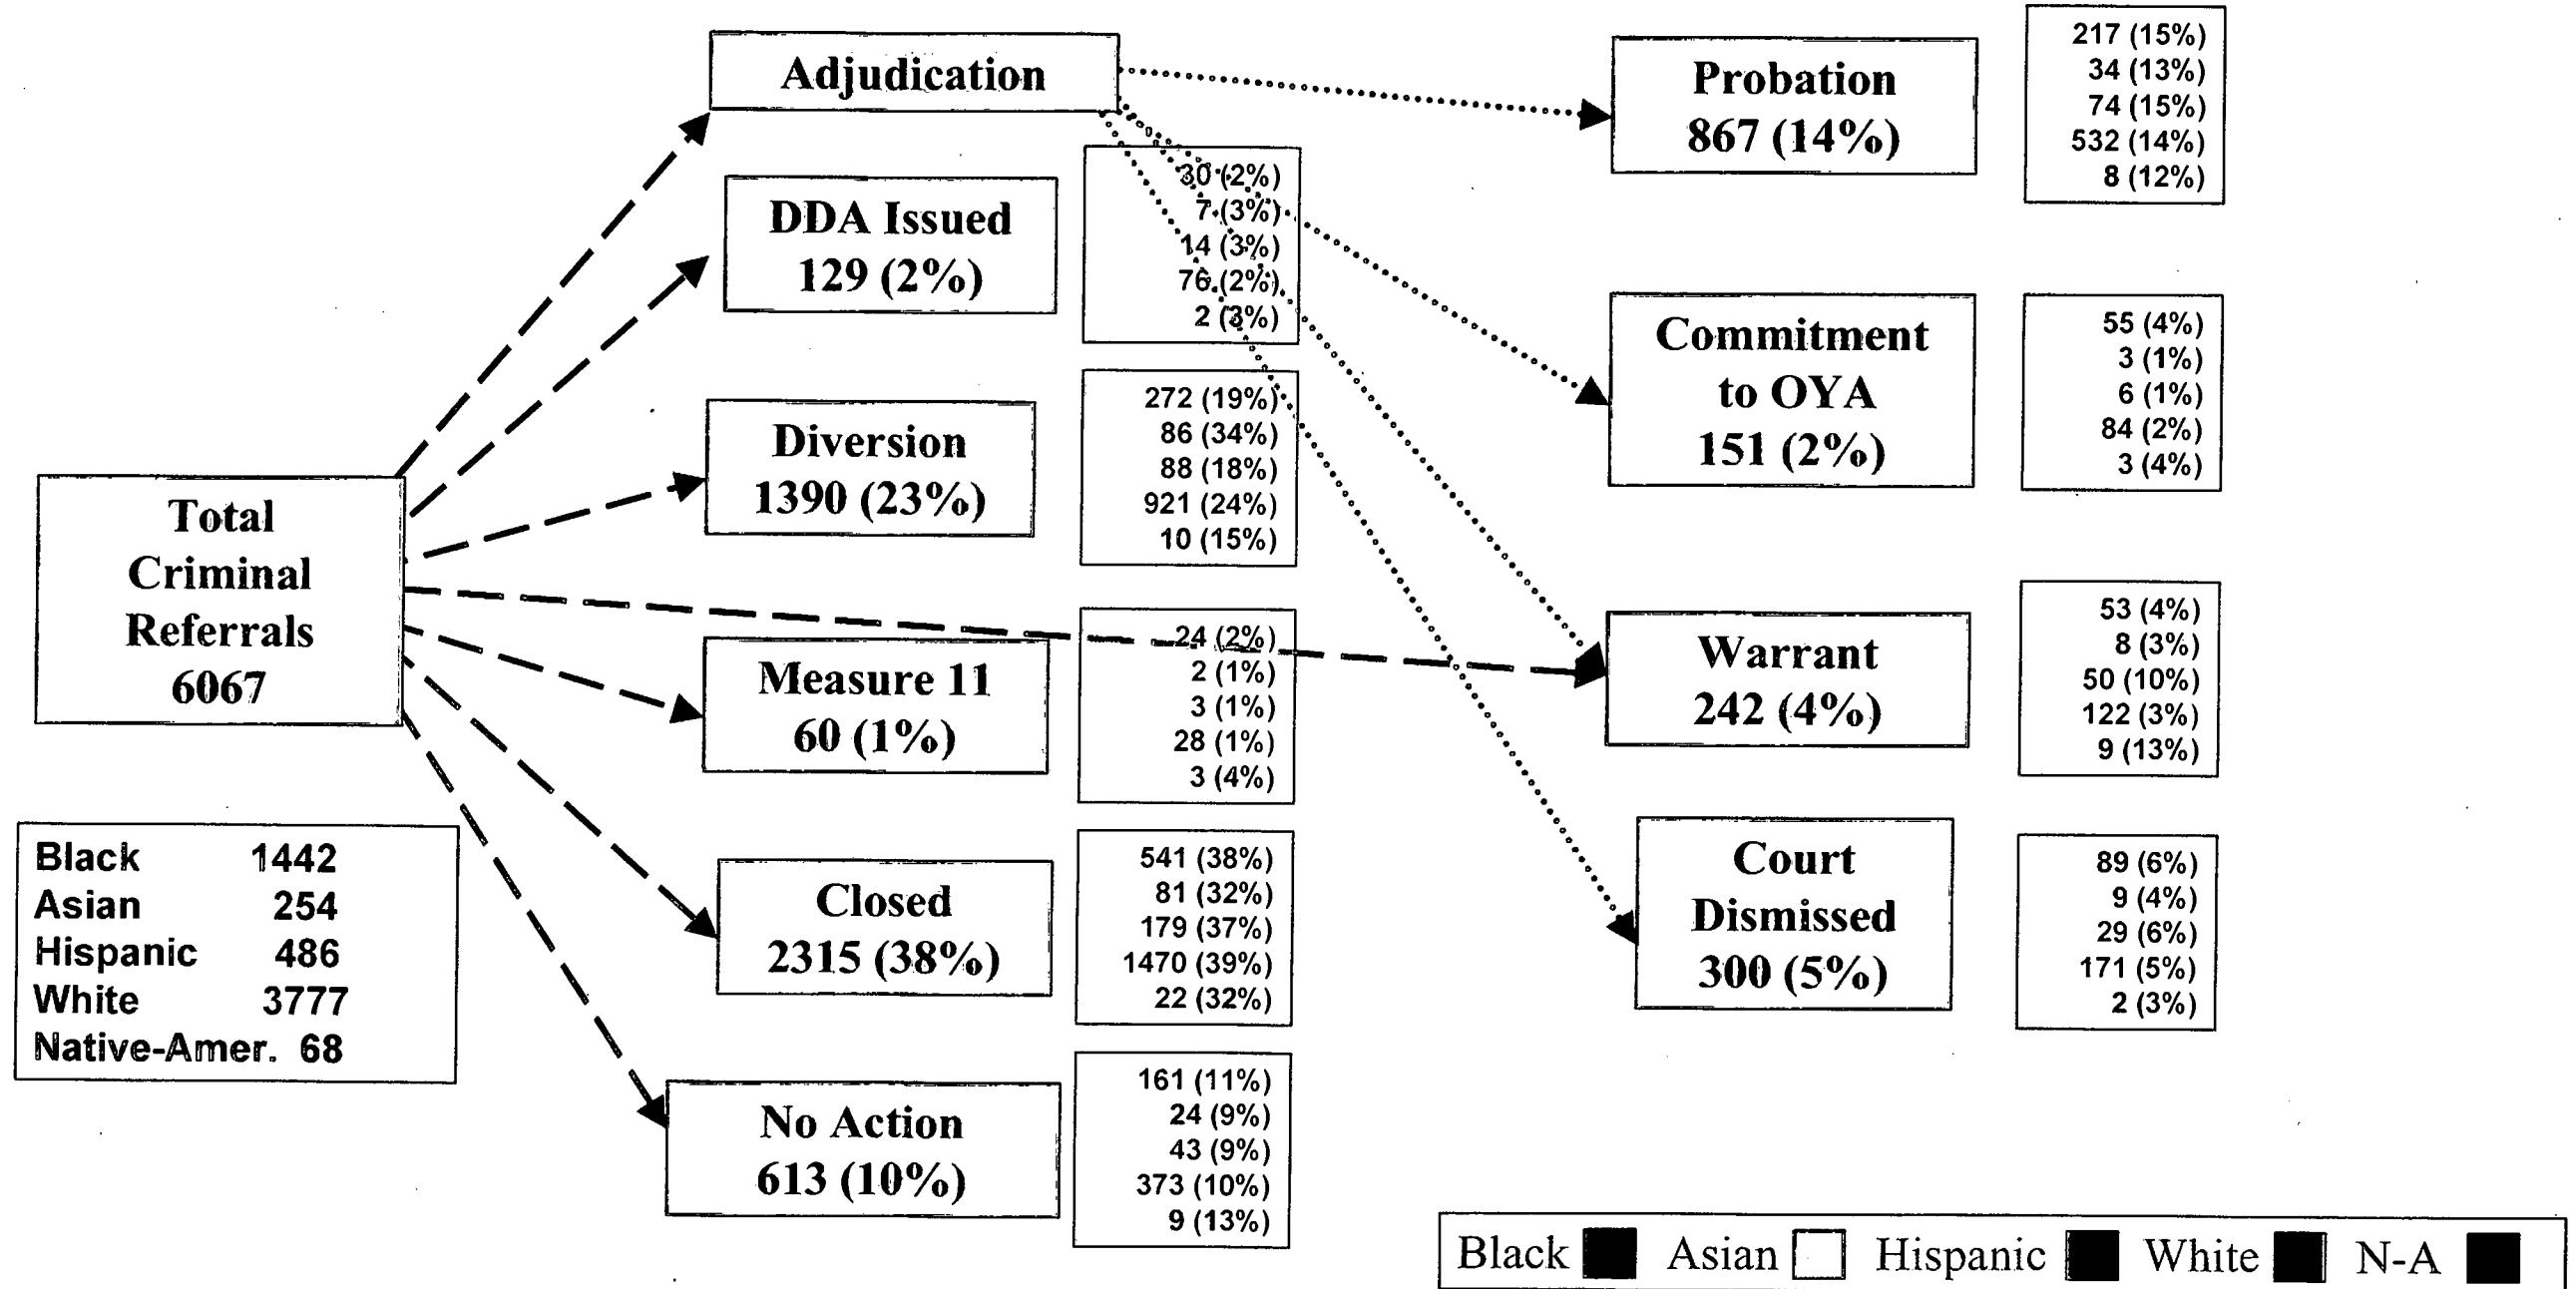 Adjudication
DDA Issued
129 (2%)
30 (2%)
7 (3%)
14 (3%)
76 (2%)
2 (3%)
Diversion
1390 (23%)
272 (19%)
86 (34%)
88 (18%)
921 (24%)
10 (15%)
Total
Criminal
Referrals
6067
Measure 11
60 (1%)
24 (2%)
2 (1%)
3 (1%)
28 (1%)
3 (4%)
Black 1442
Asian 254
Hispanic 486
White 3777
Native-Amer. 68
Closed
2315 (38%)
541 (38%)
81 (32%)
179 (37%)
1470 (39%)
22 (32%)
No Action
613 (10%)
161 (11%)
24 (9%)
43 (9%)
373 (10%)
9 (13%)
Probation
867 (14%)
217 (15%)
34 (13%)
74 (15%)
532 (14%)
8 (12%)
Commitment
to OYA
151 (2%)
55 (4%)
3 (1%)
6 (1%)
84 (2%)
3 (4%)
Warrant
242 (4%)
53 (4%)
8 (3%)
50 (10%)
122 (3%)
9 (13%)
Court
Dismissed
300 (5%)
89 (6%)
9 (4%)
29 (6%)
171 (5%)
2 (3%)
Black Asian Hispanic White N-A